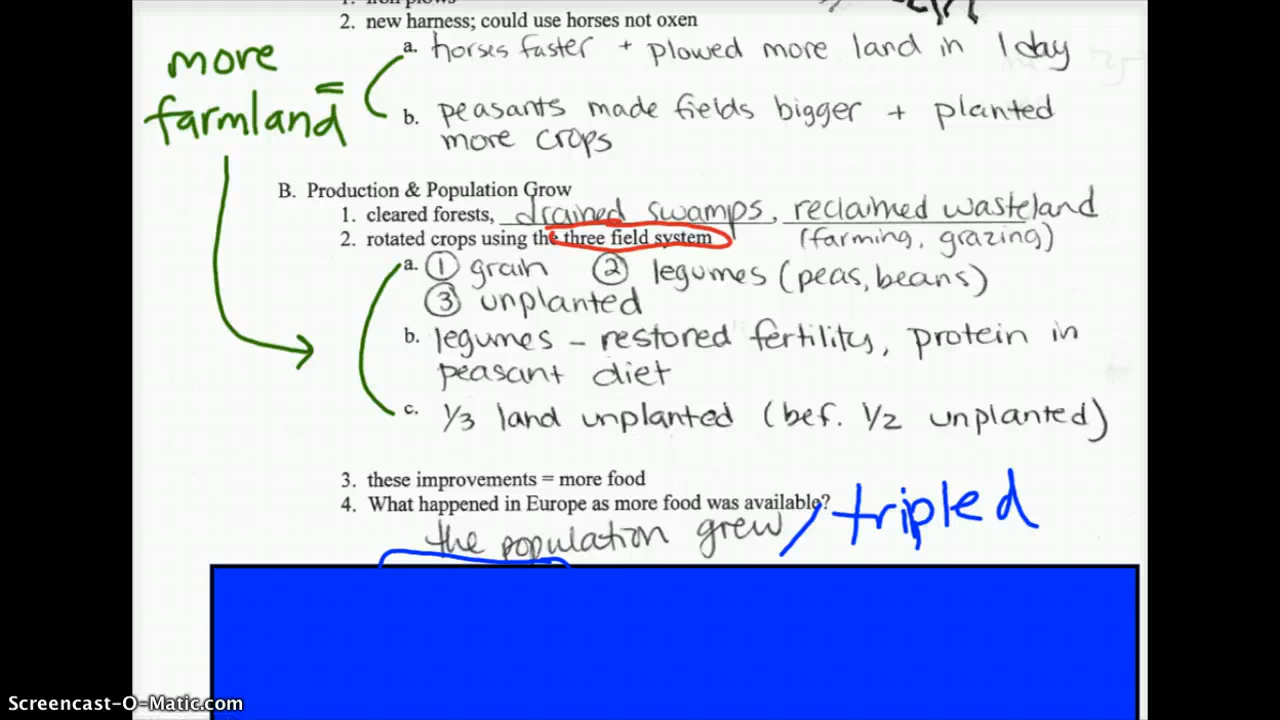 1. iron plows
2. new harness; could use horses not oxen
a. horses faster + plowed more land in 1 day
more
farmland =
b. peasants made fields bigger + planted
more crops
B. Production & Population Grow
1. cleared forests, drained swamps, reclaimed wasteland
2. rotated crops using the three field system (farming, grazing)
a. ① grain ② legumes (peas, beans)
③ unplanted
b. legumes - restored fertility, protein in
peasant diet
c. 1/3 land unplanted (bef. 1/2 unplanted)
3. these improvements = more food
4. What happened in Europe as more food was available?
the population grew / tripled
Screencast-O-Matic.com